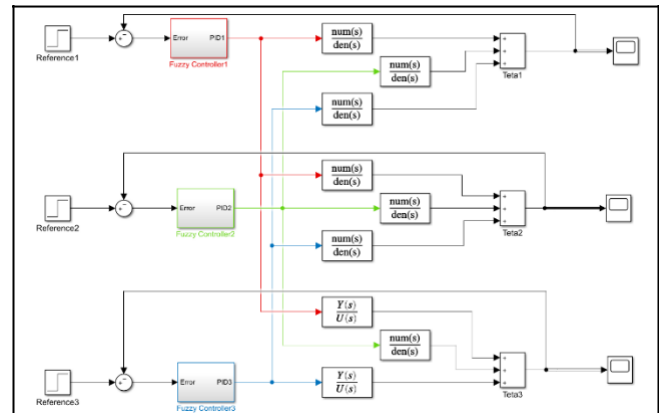 num(s)
den(s)
Error PID1
Reference1
Fuzzy Controller1
num(s)
den(s)
Teta1
num(s)
den(s)
num(s)
den(s)
Error PID2
num(s)
den(s)
Reference2
Fuzzy Controller2
Teta2
num(s)
den(s)
Y(s)
U(s)
num(s)
den(s)
Error PID3
Y(s)
U(s)
Reference3
Fuzzy Controller3
Teta3